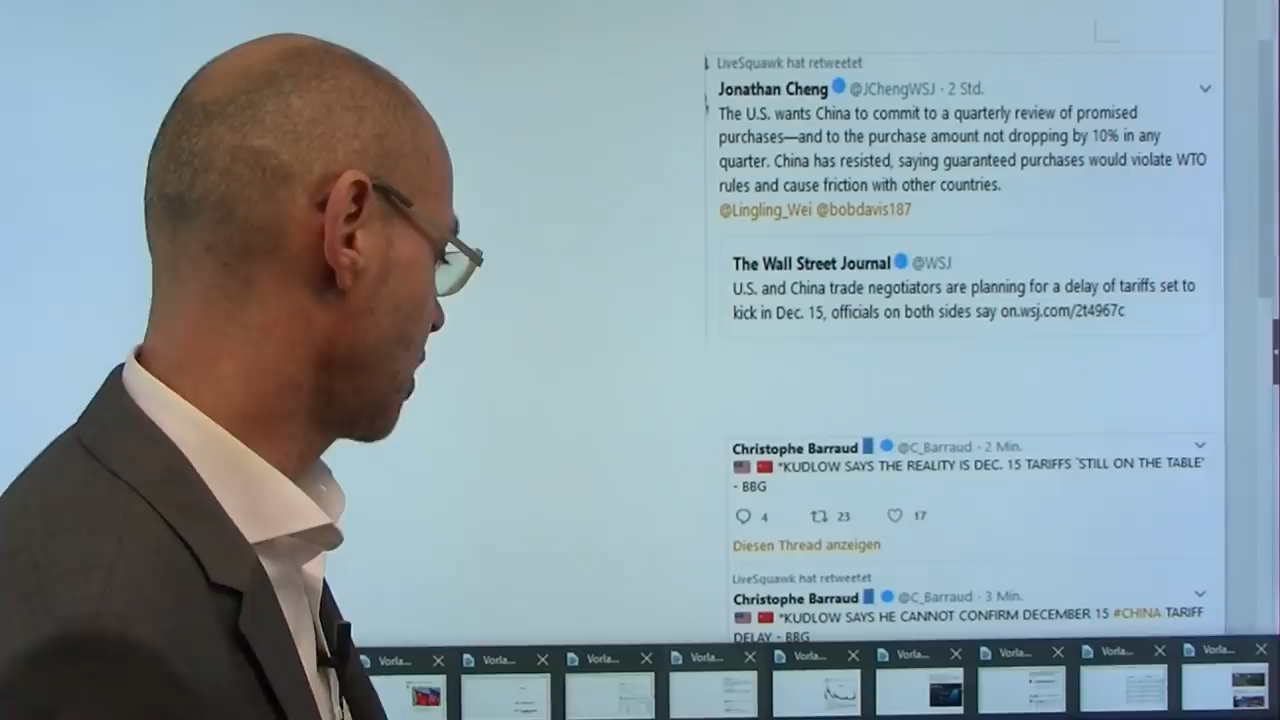 LiveSquawk hat retweetet
Jonathan Cheng @JChengWSJ · 2 Std.
The U.S. wants China to commit to a quarterly review of promised
purchases—and to the purchase amount not dropping by 10% in any
quarter. China has resisted, saying guaranteed purchases would violate WTO
rules and cause friction with other countries.
@Lingling_Wei @bobdavis187
The Wall Street Journal @WSJ
U.S. and China trade negotiators are planning for a delay of tariffs set to
kick in Dec. 15, officials on both sides say on.wsj.com/2t4967c
Christophe Barraud @C_Barraud · 2 Min.
*KUDLOW SAYS THE REALITY IS DEC. 15 TARIFFS `STILL ON THE TABLE'
- BBG
4 23 17
Diesen Thread anzeigen
LiveSquawk hat retweetet
Christophe Barraud @C_Barraud · 3 Min.
*KUDLOW SAYS HE CANNOT CONFIRM DECEMBER 15 #CHINA TARIFF
DELAY - BBG
Vorla... Vorla... Vorla... Vorla... Vorla... Vorla... Vorla... Vorla... Vorla...